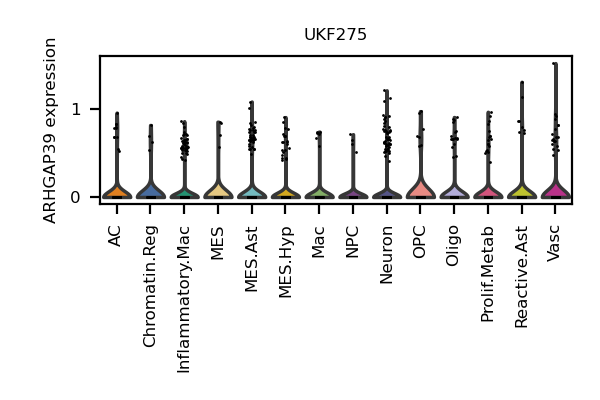 UKF275
ARHGAP39 expression
1
0
AC
Chromatin.Reg
Inflammatory.Mac
MES
MES.Ast
MES.Hyp
Mac
NPC
Neuron
OPC
Oligo
Prolif.Metab
Reactive.Ast
Vasc